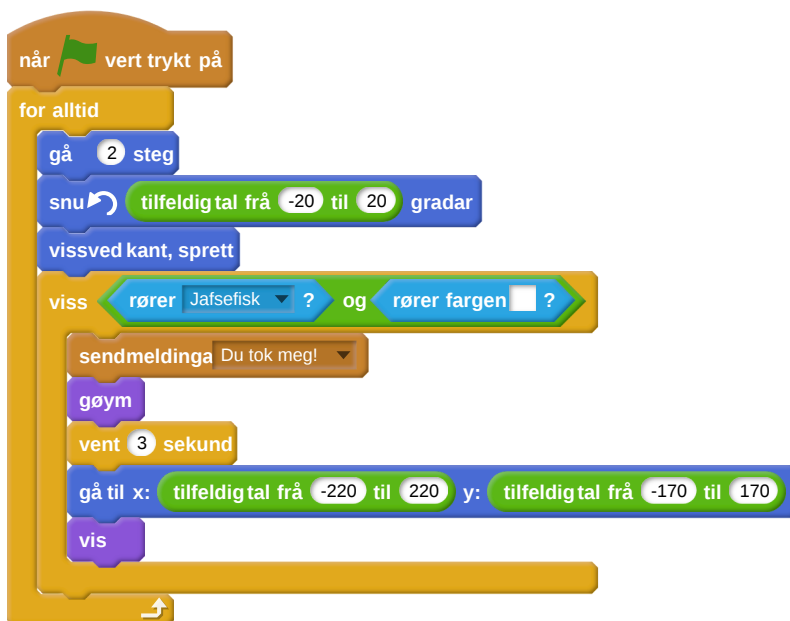 når vert trykt på
for alltid
gå 2 steg
snu tilfeldig tal frå -20 til 20 gradar
vissved kant, sprett
viss rører Jafsefisk ? og rører fargen ?
sendmeldinga Du tok meg!
gøym
vent 3 sekund
gå til x: tilfeldig tal frå -220 til 220 y: tilfeldig tal frå -170 til 170
vis